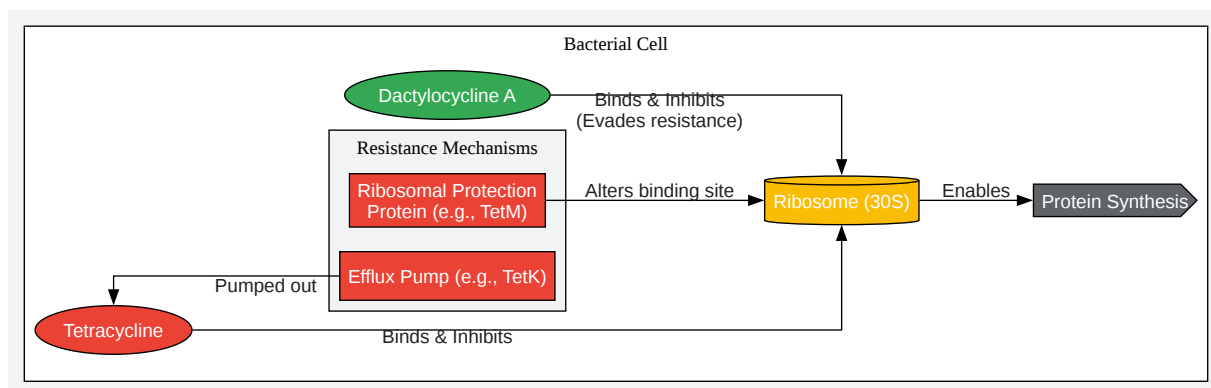 Bacterial Cell
Dactylocycline A
Binds & Inhibits
(Evades resistance)
Resistance Mechanisms
Ribosomal Protection
Protein (e.g., TetM)
Alters binding site
Ribosome (30S)
Enables
Protein Synthesis
Efflux Pump (e.g., TetK)
Pumped out
Tetracycline
Binds & Inhibits